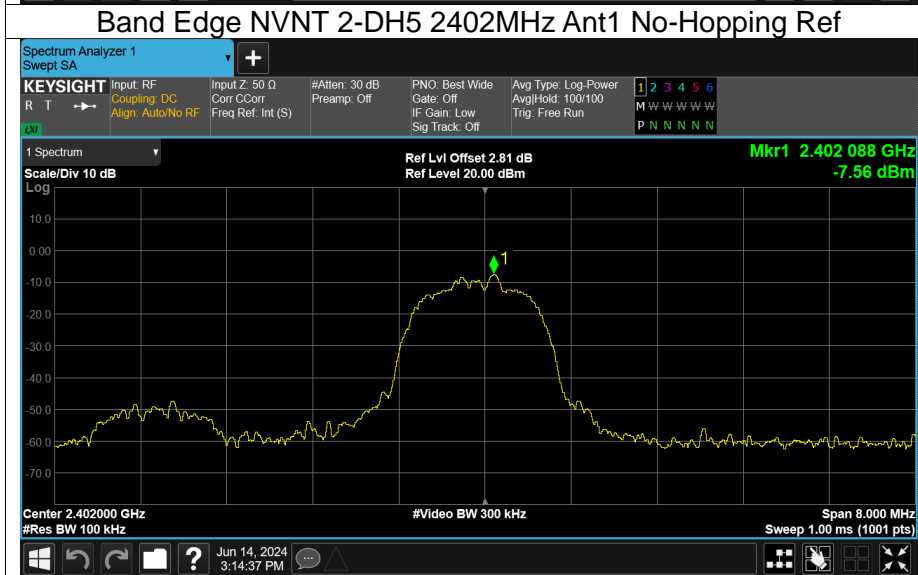 Band Edge NVNT 2-DH5 2402MHz Ant1 No-Hopping Ref
Spectrum Analyzer 1
Swept SA
+
KEYSIGHT
R T
LXI
Input: RF
Coupling: DC
Align: Auto/No RF
Input Z: 50 Ω
Corr CCorr
Freq Ref: Int (S)
#Atten: 30 dB
Preamp: Off
PNO: Best Wide
Gate: Off
IF Gain: Low
Sig Track: Off
Avg Type: Log-Power
Avg|Hold: 100/100
Trig: Free Run
1 2 3 4 5 6
M W W W W W
P N N N N N
1 Spectrum
Scale/Div 10 dB
Ref Lvl Offset 2.81 dB
Ref Level 20.00 dBm
Mkr1 2.402 088 GHz
-7.56 dBm
Log
10.0
0.00
-10.0
-20.0
-30.0
-40.0
-50.0
-60.0
-70.0
1
Center 2.402000 GHz
#Res BW 100 kHz
#Video BW 300 kHz
Span 8.000 MHz
Sweep 1.00 ms (1001 pts)
?
Jun 14, 2024
3:14:37 PM